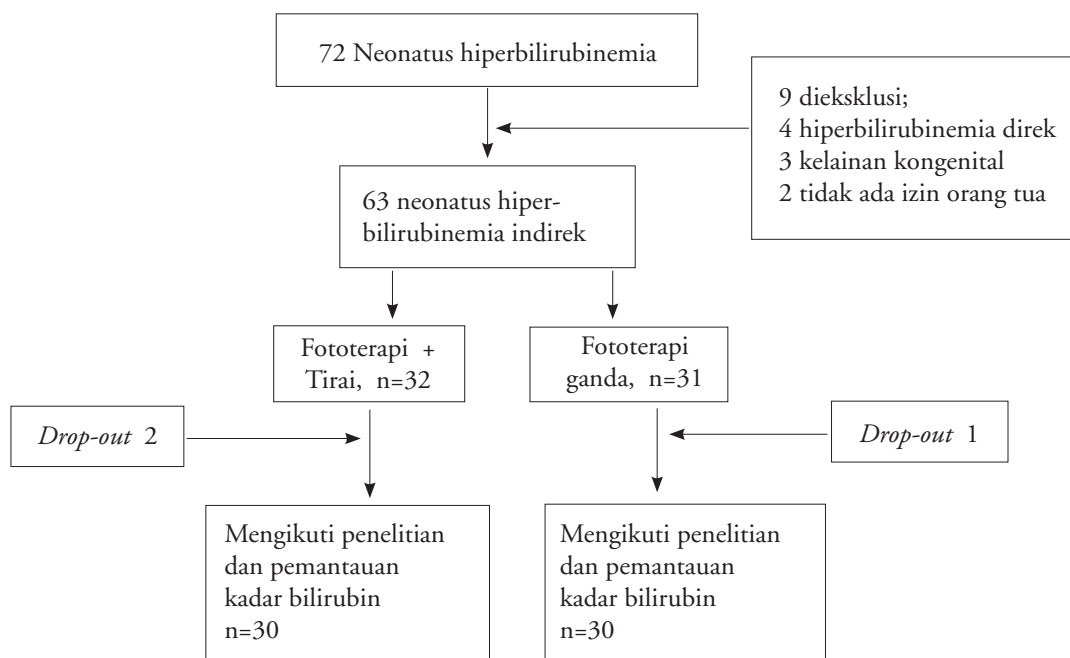 72 Neonatus hiperbilirubinemia
9 dieksklusi;
4 hiperbilirubinemia direk
3 kelainan kongenital
2 tidak ada izin orang tua
63 neonatus hiper-
bilirubinemia indirek
Fototerapi +
Tirai, n=32
Fototerapi
ganda, n=31
Drop-out 2
Drop-out 1
Mengikuti penelitian
dan pemantauan
kadar bilirubin
n=30
Mengikuti penelitian
dan pemantauan
kadar bilirubin
n=30